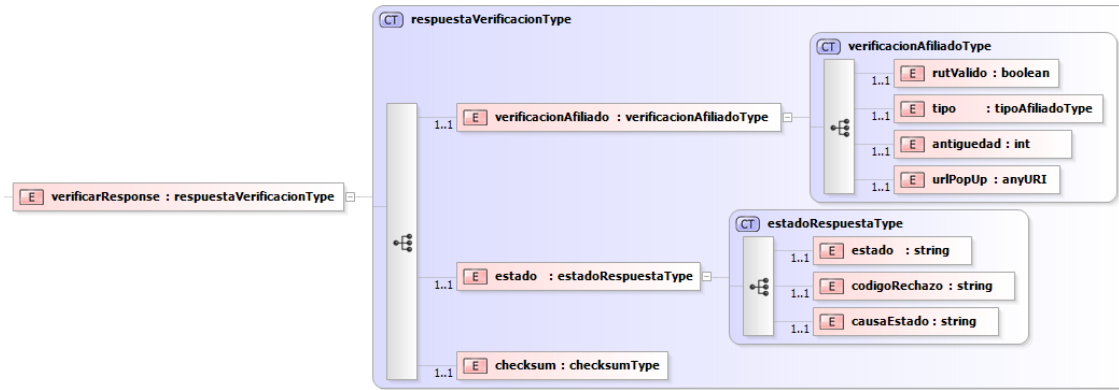 CT respuestaVerificacionType
CT verificacionAfiliadoType
E rutValido : boolean
1..1
E tipo : tipoAfiliadoType
1..1
E verificacionAfiliado : verificacionAfiliadoType
1..1
E antiguedad : int
1..1
E urlPopUp : anyURI
1..1
E verificarResponse : respuestaVerificacionType
CT estadoRespuestaType
E estado : string
1..1
E estado : estadoRespuestaType
1..1
E codigoRechazo : string
1..1
E causaEstado : string
1..1
E checksum : checksumType
1..1